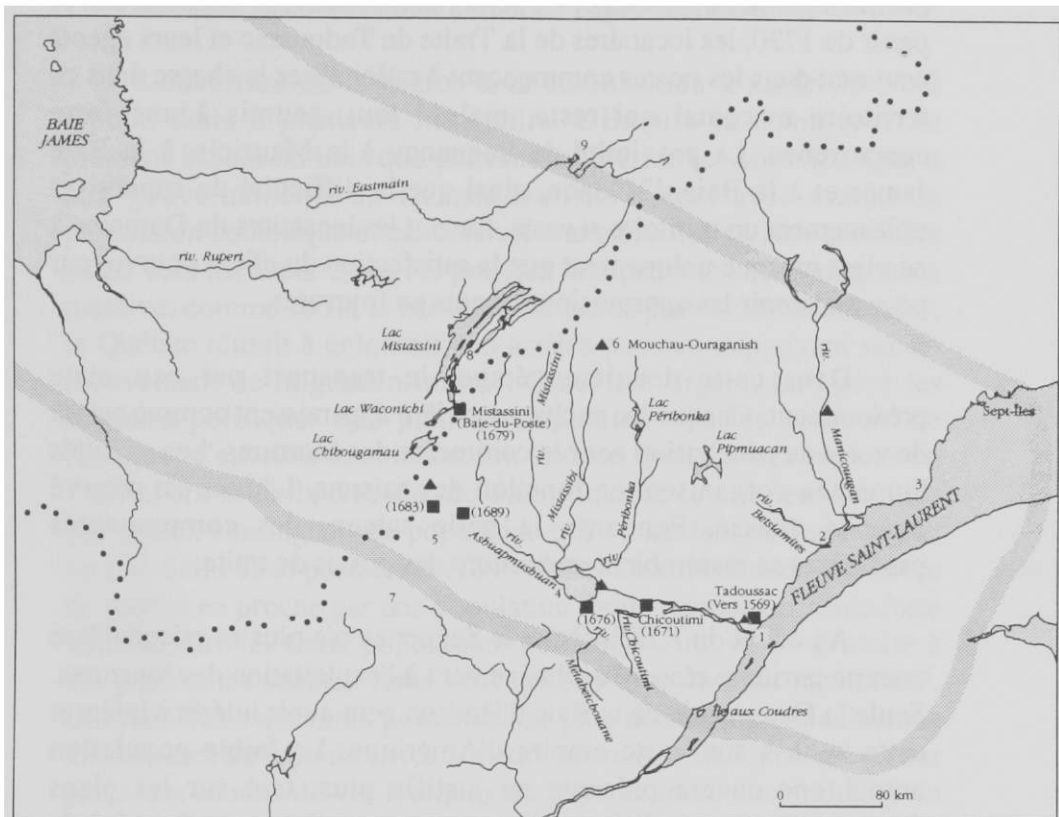 BAIE
JAMES
riv. Eastmain
9
riv. Rupert
Lac
Mistassini
8
6 Mouchau-Ouraganish
riv. Mistassini
Lac Waconichi
Mistassini
(Baie-du-Poste)
(1679)
Lac
Péribonka
riv. Manicouagan
Sept-Îles
Lac
Chibougamau
Lac
Pipmuacan
(1683)
(1689)
riv. Mistassibi
riv. Péribonka
3
riv.
Betsiamites
2
riv.
Ashuapmushuan
FLEUVE SAINT-LAURENT
7
4
5
(1676)
Chicoutimi
(1671)
Tadoussac
(Vers 1569)
1
riv.
Métabetchouane
riv. Chicoutimi
Île aux Coudres
0
80 km